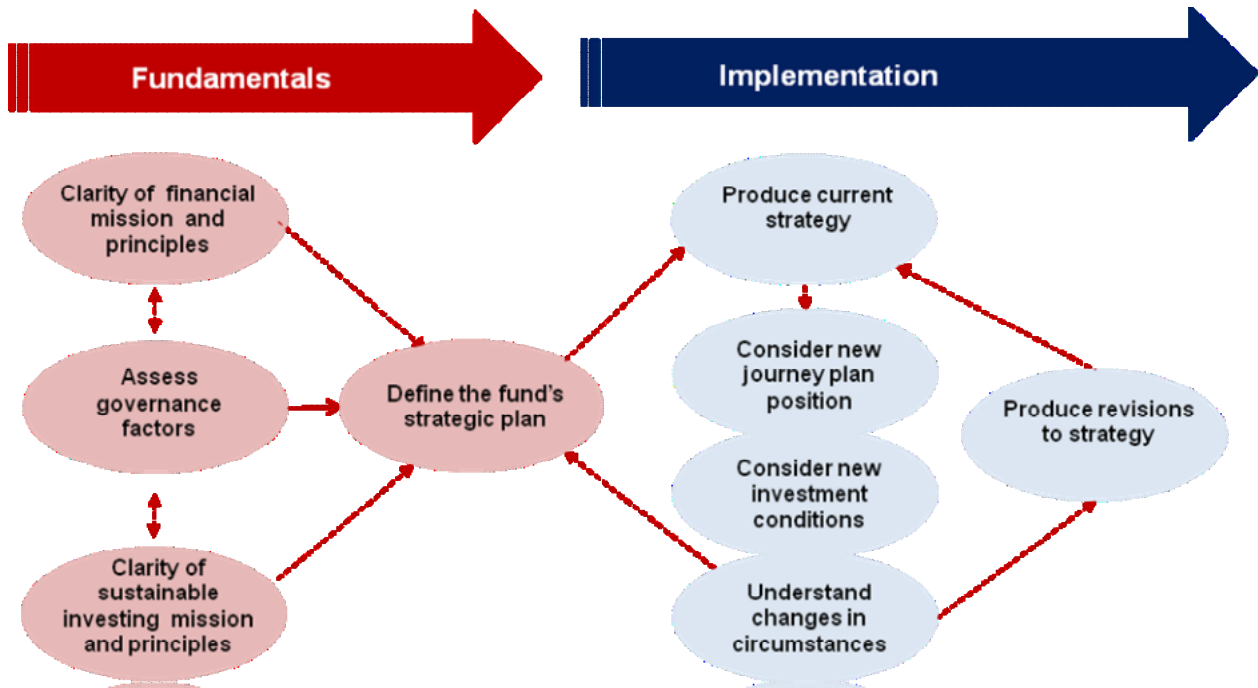 Fundamentals
Implementation
Clarity of financial
mission and
principles
Assess
governance
factors
Clarity of
sustainable
investing mission
and principles
Define the fund's
strategic plan
Produce current
strategy
Consider new
journey plan
position
Consider new
investment
conditions
Understand
changes in
circumstances
Produce revisions
to strategy